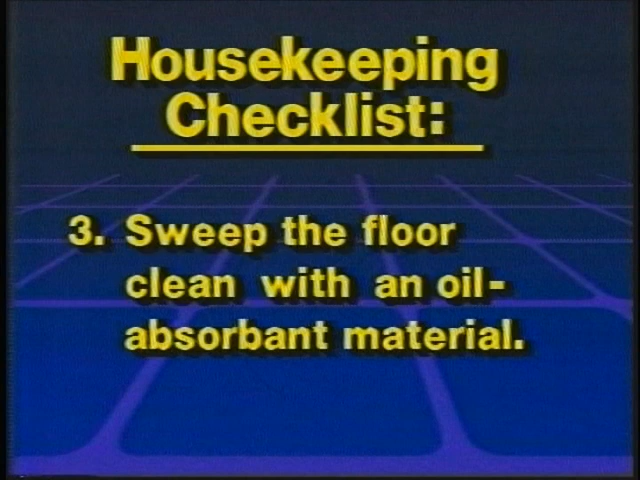 Housekeeping
Checklist:
3. Sweep the floor
clean with an oil-
absorbant material.